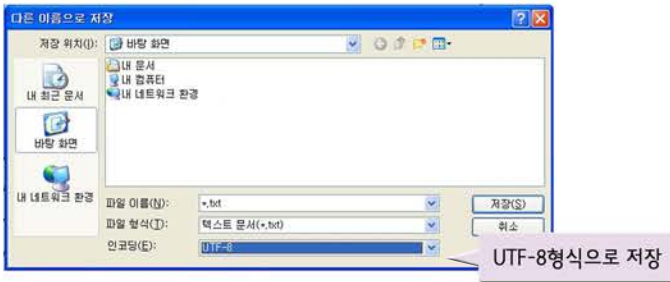 다른 이름으로 저장
저장 위치(I): 바탕 화면
내 문서
내 컴퓨터
내 네트워크 환경
내 최근 문서
바탕 화면
내 네트워크 환경
파일 이름(N): *.txt 저장(S)
파일 형식(T): 텍스트 문서(*.txt) 취소
인코딩(E): UTF-8
UTF-8형식으로 저장